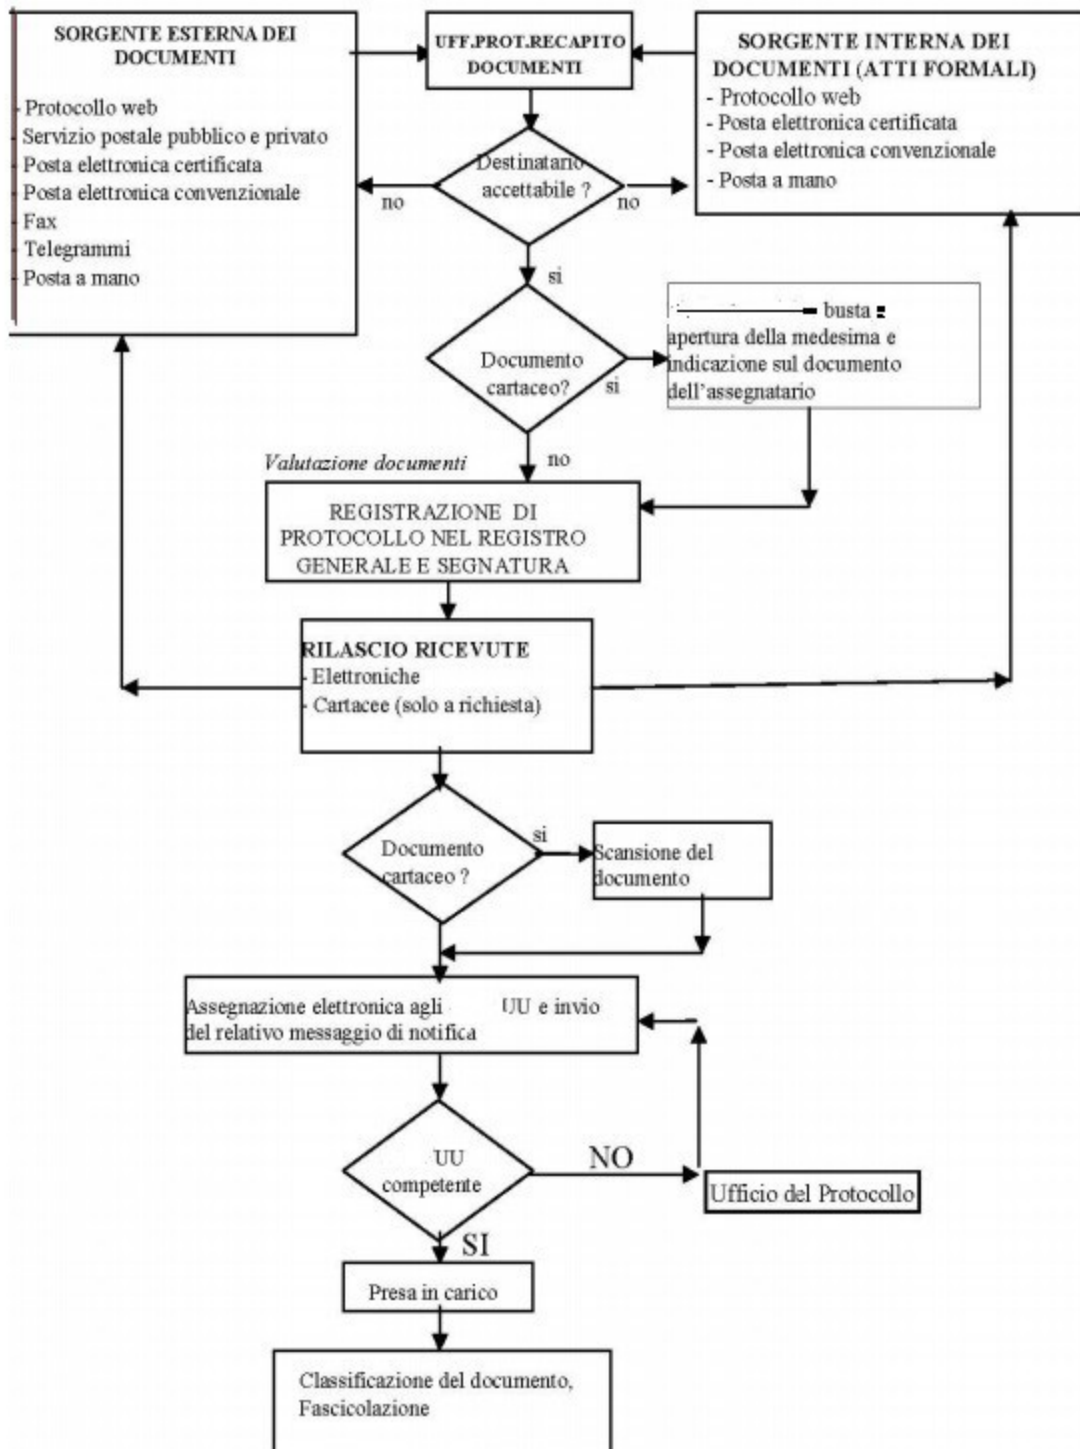 SORGENTE ESTERNA DEI
DOCUMENTI
- Protocollo web
- Servizio postale pubblico e privato
- Posta elettronica certificata
- Posta elettronica convenzionale
- Fax
- Telegrammi
- Posta a mano
UFF.PROT.RECAPITO
DOCUMENTI
SORGENTE INTERNA DEI
DOCUMENTI (ATTI FORMALI)
- Protocollo web
- Posta elettronica certificata
- Posta elettronica convenzionale
- Posta a mano
Destinatario
accettabile ?
no
no
si
Documento
cartaceo?
si
busta
apertura della medesima e
indicazione sul documento
dell'assegnatario
no
Valutazione documenti
REGISTRAZIONE DI
PROTOCOLLO NEL REGISTRO
GENERALE E SEGNATURA
RILASCIO RICEVUTE
- Elettroniche
- Cartacee (solo a richiesta)
Documento
cartaceo ?
si
Scansione del
documento
Assegnazione elettronica agli UU e invio
del relativo messaggio di notifica
UU
competente
NO
Ufficio del Protocollo
SI
Presa in carico
Classificazione del documento,
Fascicolazione